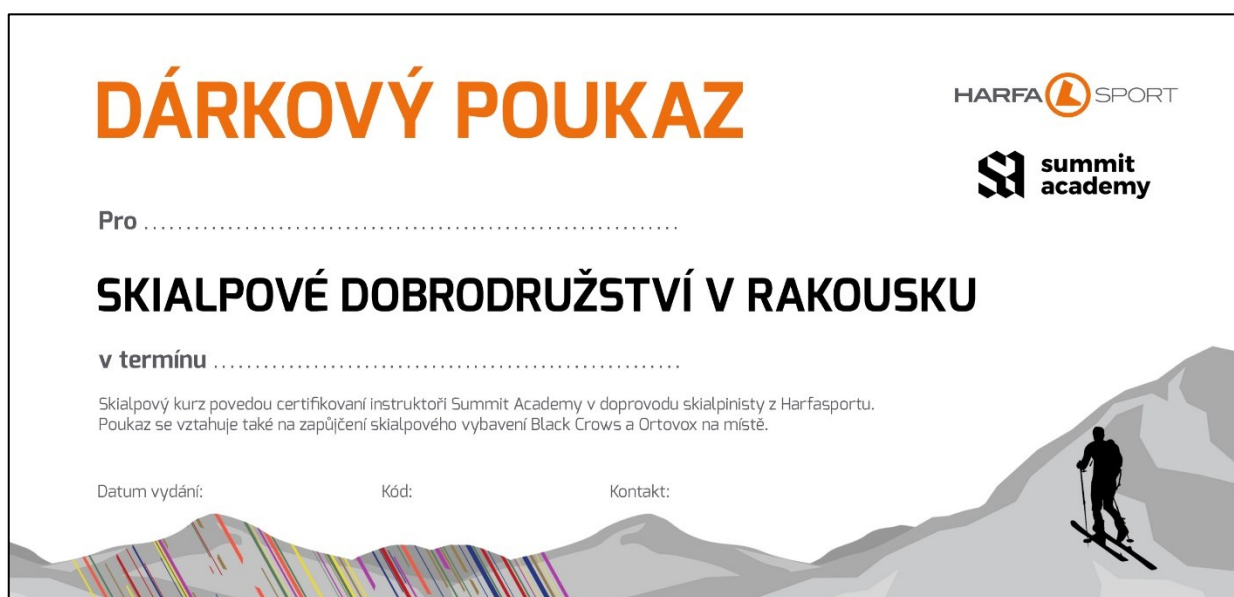 DÁRKOVÝ POUKAZ
HARFA SPORT
summit
academy
Pro ................................................................
SKIALPOVÉ DOBRODRUŽSTVÍ V RAKOUSKU
v termínu ........................................................
Skialpový kurz povedou certifikovaní instruktoři Summit Academy v doprovodu skialpinisty z Harfasportu.
Poukaz se vztahuje také na zapůjčení skialpového vybavení Black Crows a Ortovox na místě.
Datum vydání: Kód: Kontakt: